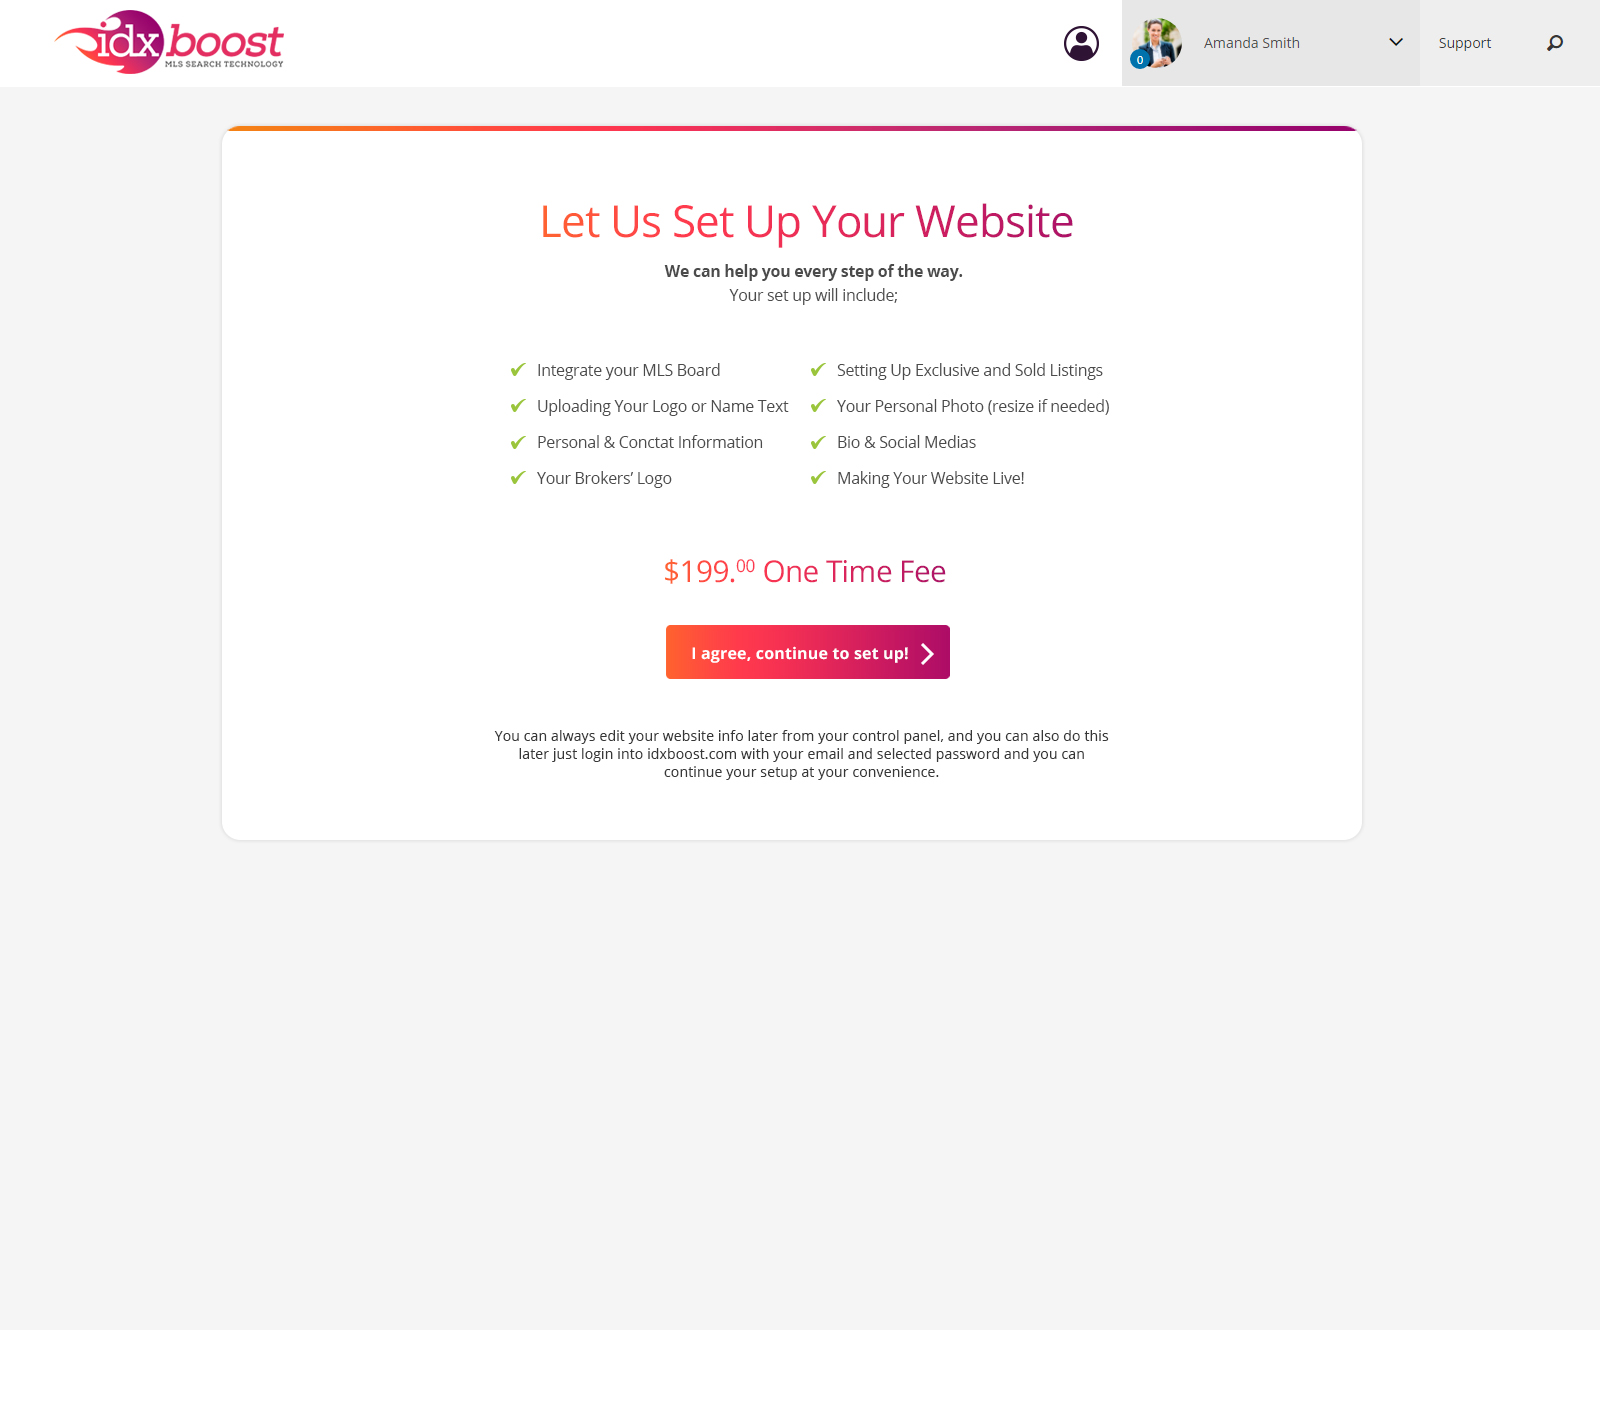 idxboost
MLS SEARCH TECHNOLOGY
0
Amanda Smith
Support
Let Us Set Up Your Website
We can help you every step of the way.
Your set up will include;
✔ Integrate your MLS Board
✔ Setting Up Exclusive and Sold Listings
✔ Uploading Your Logo or Name Text
✔ Your Personal Photo (resize if needed)
✔ Personal & Conctat Information
✔ Bio & Social Medias
✔ Your Brokers’ Logo
✔ Making Your Website Live!
$199.00 One Time Fee
I agree, continue to set up!
You can always edit your website info later from your control panel, and you can also do this
later just login into idxboost.com with your email and selected password and you can
continue your setup at your convenience.